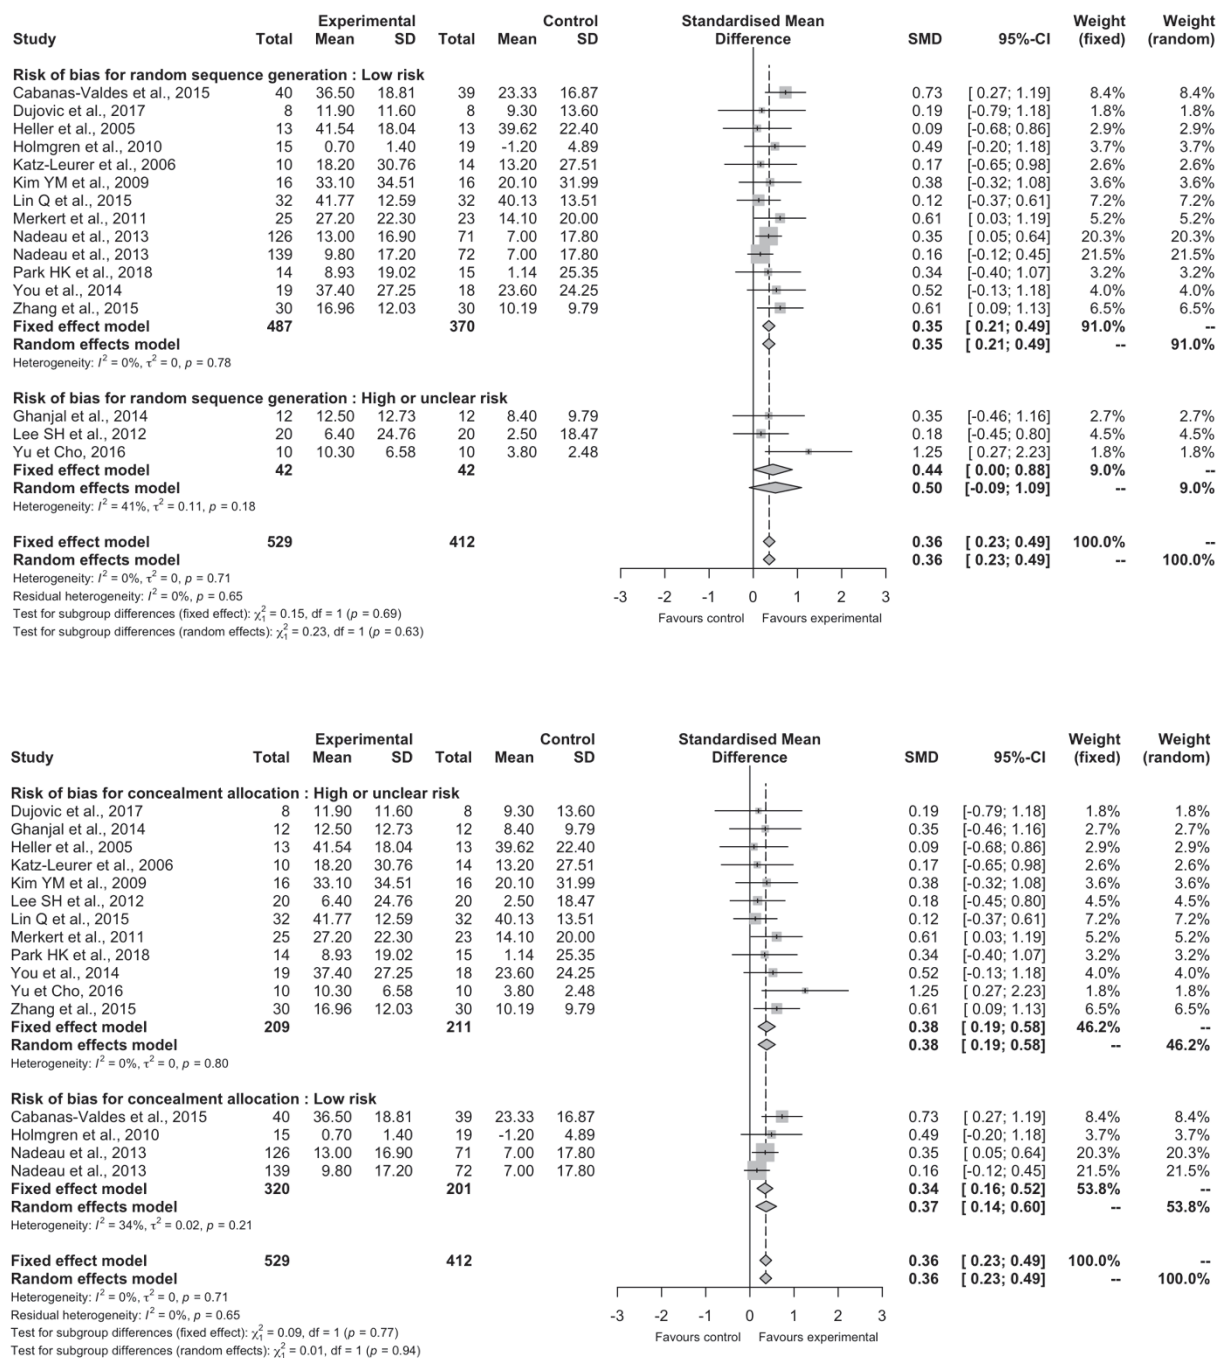 Experimental Control Standardised Mean Weight Weight
Study Total Mean SD Total Mean SD Difference SMD 95%-CI (fixed) (random)
Risk of bias for random sequence generation : Low risk
Cabanas-Valdes et al., 2015 40 36.50 18.81 39 23.33 16.87 0.73 [ 0.27; 1.19] 8.4% 8.4%
Dujovic et al., 2017 8 11.90 11.60 8 9.30 13.60 0.19 [-0.79; 1.18] 1.8% 1.8%
Heller et al., 2005 13 41.54 18.04 13 39.62 22.40 0.09 [-0.68; 0.86] 2.9% 2.9%
Holmgren et al., 2010 15 0.70 1.40 19 -1.20 4.89 0.49 [-0.20; 1.18] 3.7% 3.7%
Katz-Leurer et al., 2006 10 18.20 30.76 14 13.20 27.51 0.17 [-0.65; 0.98] 2.6% 2.6%
Kim YM et al., 2009 16 33.10 34.51 16 20.10 31.99 0.38 [-0.32; 1.08] 3.6% 3.6%
Lin Q et al., 2015 32 41.77 12.59 32 40.13 13.51 0.12 [-0.37; 0.61] 7.2% 7.2%
Merkert et al., 2011 25 27.20 22.30 23 14.10 20.00 0.61 [ 0.03; 1.19] 5.2% 5.2%
Nadeau et al., 2013 126 13.00 16.90 71 7.00 17.80 0.35 [ 0.05; 0.64] 20.3% 20.3%
Nadeau et al., 2013 139 9.80 17.20 72 7.00 17.80 0.16 [-0.12; 0.45] 21.5% 21.5%
Park HK et al., 2018 14 8.93 19.02 15 1.14 25.35 0.34 [-0.40; 1.07] 3.2% 3.2%
You et al., 2014 19 37.40 27.25 18 23.60 24.25 0.52 [-0.13; 1.18] 4.0% 4.0%
Zhang et al., 2015 30 16.96 12.03 30 10.19 9.79 0.61 [ 0.09; 1.13] 6.5% 6.5%
Fixed effect model 487 370 0.35 [ 0.21; 0.49] 91.0% --
Random effects model 0.35 [ 0.21; 0.49] -- 91.0%
Heterogeneity: I² = 0%, τ² = 0, p = 0.78
Risk of bias for random sequence generation : High or unclear risk
Ghanjal et al., 2014 12 12.50 12.73 12 8.40 9.79 0.35 [-0.46; 1.16] 2.7% 2.7%
Lee SH et al., 2012 20 6.40 24.76 20 2.50 18.47 0.18 [-0.45; 0.80] 4.5% 4.5%
Yu et Cho, 2016 10 10.30 6.58 10 3.80 2.48 1.25 [ 0.27; 2.23] 1.8% 1.8%
Fixed effect model 42 42 0.44 [ 0.00; 0.88] 9.0% --
Random effects model 0.50 [-0.09; 1.09] -- 9.0%
Heterogeneity: I² = 41%, τ² = 0.11, p = 0.18
Fixed effect model 529 412 0.36 [ 0.23; 0.49] 100.0% --
Random effects model 0.36 [ 0.23; 0.49] -- 100.0%
Heterogeneity: I² = 0%, τ² = 0, p = 0.71
Residual heterogeneity: I² = 0%, p = 0.65
-3 -2 -1 0 1 2 3
Test for subgroup differences (fixed effect): χ²₁ = 0.15, df = 1 (p = 0.69)
Favours control Favours experimental
Test for subgroup differences (random effects): χ²₁ = 0.23, df = 1 (p = 0.63)
Experimental Control Standardised Mean Weight Weight
Study Total Mean SD Total Mean SD Difference SMD 95%-CI (fixed) (random)
Risk of bias for concealment allocation : High or unclear risk
Dujovic et al., 2017 8 11.90 11.60 8 9.30 13.60 0.19 [-0.79; 1.18] 1.8% 1.8%
Ghanjal et al., 2014 12 12.50 12.73 12 8.40 9.79 0.35 [-0.46; 1.16] 2.7% 2.7%
Heller et al., 2005 13 41.54 18.04 13 39.62 22.40 0.09 [-0.68; 0.86] 2.9% 2.9%
Katz-Leurer et al., 2006 10 18.20 30.76 14 13.20 27.51 0.17 [-0.65; 0.98] 2.6% 2.6%
Kim YM et al., 2009 16 33.10 34.51 16 20.10 31.99 0.38 [-0.32; 1.08] 3.6% 3.6%
Lee SH et al., 2012 20 6.40 24.76 20 2.50 18.47 0.18 [-0.45; 0.80] 4.5% 4.5%
Lin Q et al., 2015 32 41.77 12.59 32 40.13 13.51 0.12 [-0.37; 0.61] 7.2% 7.2%
Merkert et al., 2011 25 27.20 22.30 23 14.10 20.00 0.61 [ 0.03; 1.19] 5.2% 5.2%
Park HK et al., 2018 14 8.93 19.02 15 1.14 25.35 0.34 [-0.40; 1.07] 3.2% 3.2%
You et al., 2014 19 37.40 27.25 18 23.60 24.25 0.52 [-0.13; 1.18] 4.0% 4.0%
Yu et Cho, 2016 10 10.30 6.58 10 3.80 2.48 1.25 [ 0.27; 2.23] 1.8% 1.8%
Zhang et al., 2015 30 16.96 12.03 30 10.19 9.79 0.61 [ 0.09; 1.13] 6.5% 6.5%
Fixed effect model 209 211 0.38 [ 0.19; 0.58] 46.2% --
Random effects model 0.38 [ 0.19; 0.58] -- 46.2%
Heterogeneity: I² = 0%, τ² = 0, p = 0.80
Risk of bias for concealment allocation : Low risk
Cabanas-Valdes et al., 2015 40 36.50 18.81 39 23.33 16.87 0.73 [ 0.27; 1.19] 8.4% 8.4%
Holmgren et al., 2010 15 0.70 1.40 19 -1.20 4.89 0.49 [-0.20; 1.18] 3.7% 3.7%
Nadeau et al., 2013 126 13.00 16.90 71 7.00 17.80 0.35 [ 0.05; 0.64] 20.3% 20.3%
Nadeau et al., 2013 139 9.80 17.20 72 7.00 17.80 0.16 [-0.12; 0.45] 21.5% 21.5%
Fixed effect model 320 201 0.34 [ 0.16; 0.52] 53.8% --
Random effects model 0.37 [ 0.14; 0.60] -- 53.8%
Heterogeneity: I² = 34%, τ² = 0.02, p = 0.21
Fixed effect model 529 412 0.36 [ 0.23; 0.49] 100.0% --
Random effects model 0.36 [ 0.23; 0.49] -- 100.0%
Heterogeneity: I² = 0%, τ² = 0, p = 0.71
Residual heterogeneity: I² = 0%, p = 0.65
-3 -2 -1 0 1 2 3
Test for subgroup differences (fixed effect): χ²₁ = 0.09, df = 1 (p = 0.77)
Favours control Favours experimental
Test for subgroup differences (random effects): χ²₁ = 0.01, df = 1 (p = 0.94)